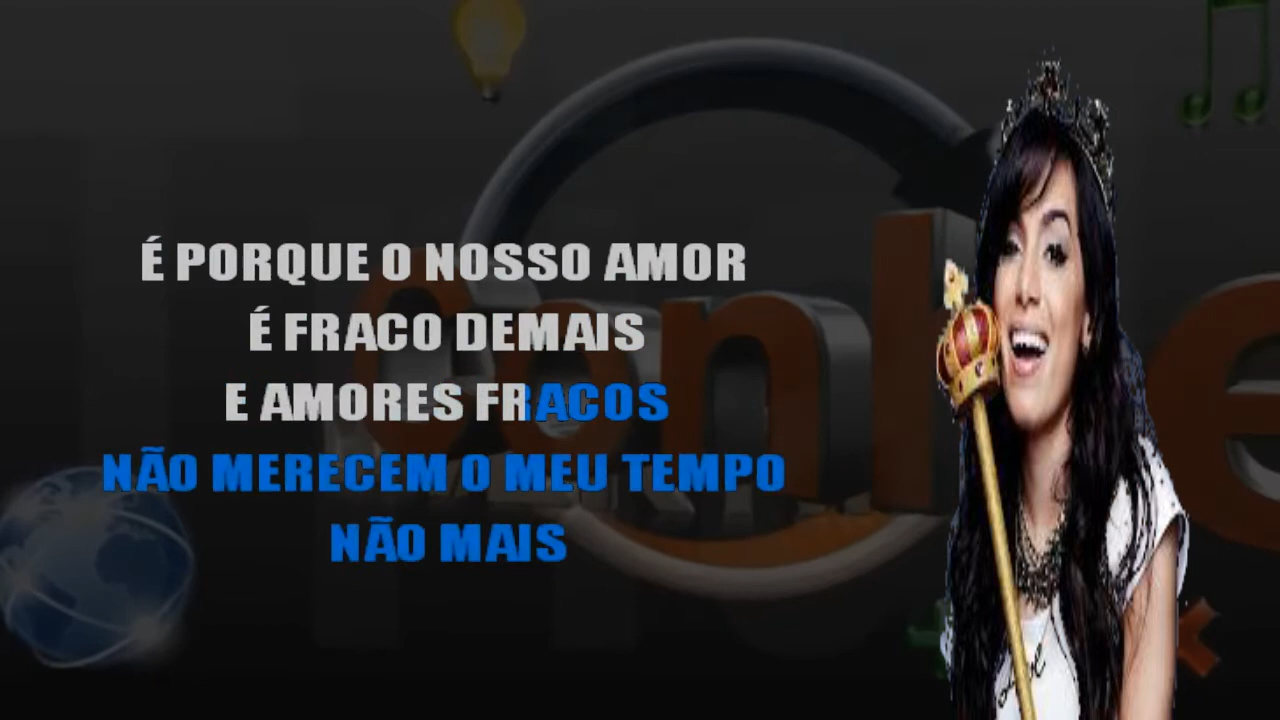 É PORQUE O NOSSO AMOR
É FRACO DEMAIS
E AMORES FRACOS
NÃO MERECEM O MEU TEMPO
NÃO MAIS